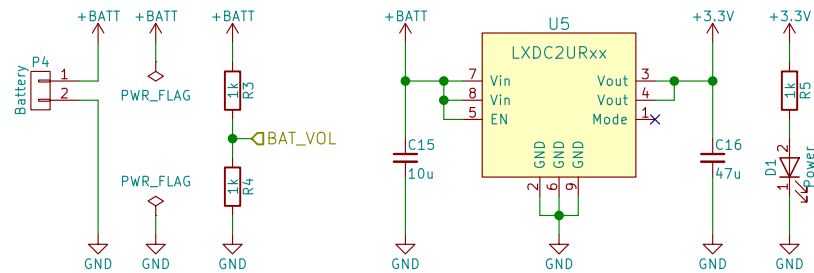 +BATT
+BATT
+BATT
+BATT
U5
+3.3V
+3.3V
P4
Battery
1
2
PWR_FLAG
1k
R3
BAT_VOL
PWR_FLAG
1k
R4
GND
GND
GND
LXDC2URxx
7
Vin
Vout
3
8
Vin
Vout
4
5
EN
Mode
1
GND
GND
GND
2
6
9
C15
10u
C16
47u
GND
GND
GND
1k
R5
D1
2
1
Power
GND